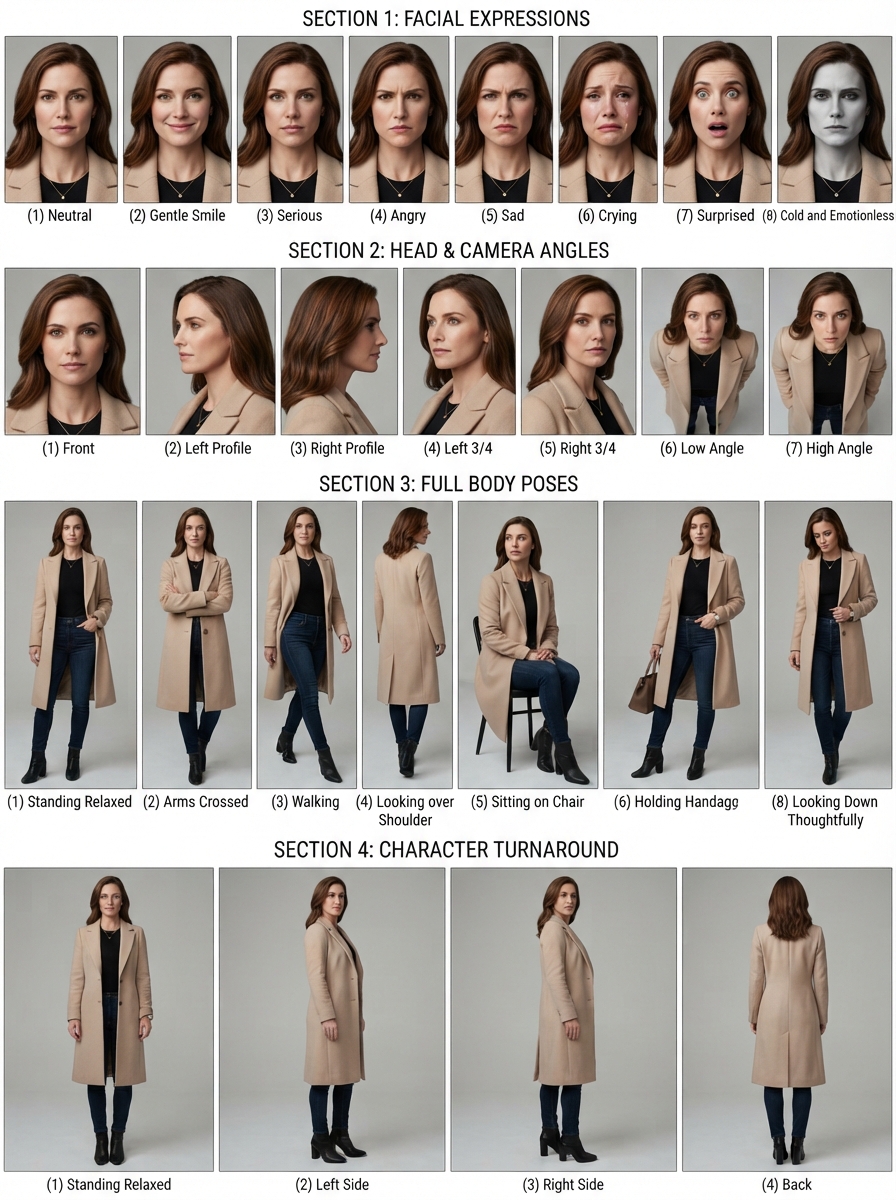 SECTION 1: FACIAL EXPRESSIONS
(1) Neutral
(2) Gentle Smile
(3) Serious
(4) Angry
(5) Sad
(6) Crying
(7) Surprised
(8) Cold and Emotionless
SECTION 2: HEAD & CAMERA ANGLES
(1) Front
(2) Left Profile
(3) Right Profile
(4) Left 3/4
(5) Right 3/4
(6) Low Angle
(7) High Angle
SECTION 3: FULL BODY POSES
(1) Standing Relaxed
(2) Arms Crossed
(3) Walking
(4) Looking over
Shoulder
(5) Sitting on Chair
(6) Holding Handagg
(8) Looking Down
Thoughtfully
SECTION 4: CHARACTER TURNAROUND
(1) Standing Relaxed
(2) Left Side
(3) Right Side
(4) Back